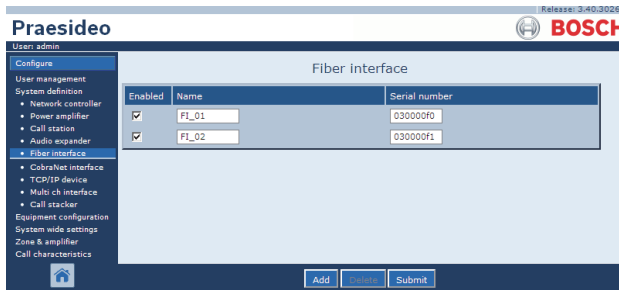 Release: 3.40.3026
Praesideo
BOSCH
User: admin
Configure
User management
System definition
• Network controller
• Power amplifier
• Call station
• Audio expander
• Fiber interface
• CobraNet interface
• TCP/IP device
• Multi ch interface
• Call stacker
Equipment configuration
System wide settings
Zone & amplifier
Call characteristics
Fiber interface
Enabled Name Serial number
FI_01 030000f0
FI_02 030000f1
Add Delete Submit